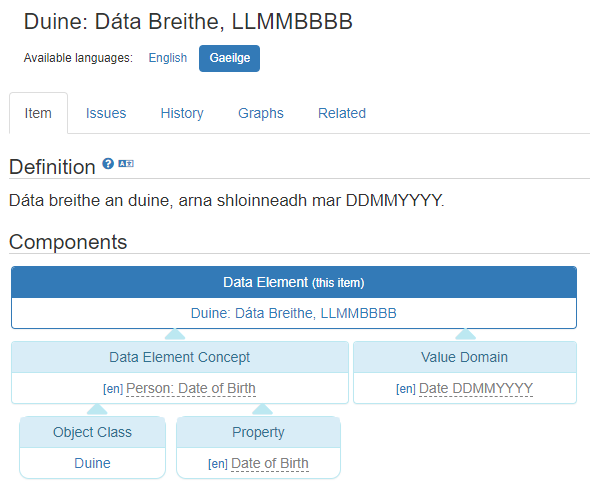 Duine: Dáta Breithe, LLMMBBBB
Available languages: English Gaeilge
Item Issues History Graphs Related
Definition
Dáta breithe an duine, arna shloinneadh mar DDMMYYYY.
Components
Data Element (this item)
Duine: Dáta Breithe, LLMMBBBB
Data Element Concept Value Domain
[en] Person: Date of Birth [en] Date DDMMYYYY
Object Class Property
Duine [en] Date of Birth